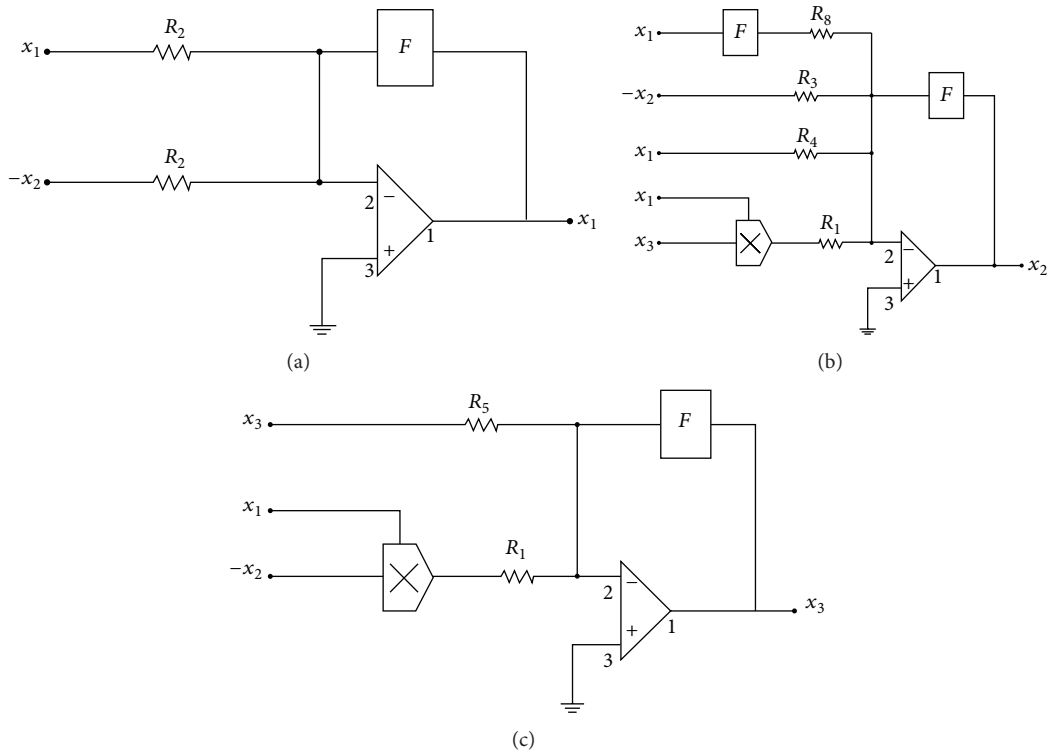 x₁
R₂
F
−x₂
R₂
2
−
+
3
1
x₁
(a)
x₁
F
R₈
−x₂
R₃
F
x₁
R₄
x₁
x₃
R₁
2
−
+
3
1
x₂
(b)
x₃
R₅
F
x₁
−x₂
R₁
2
−
+
3
1
x₃
(c)